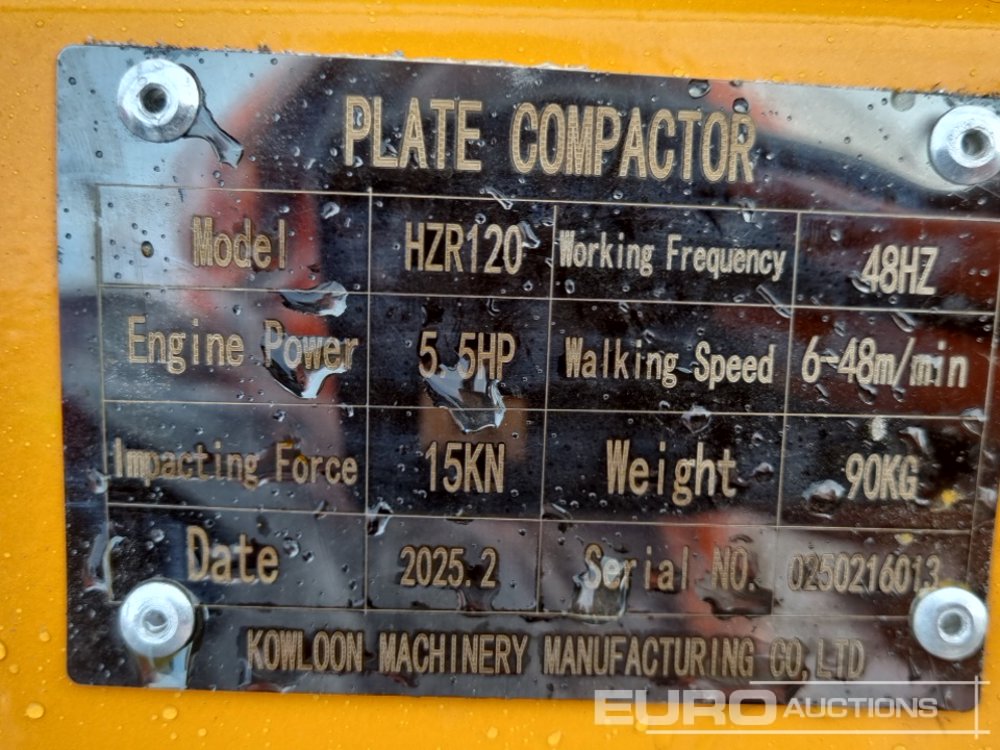 PLATE COMPACTOR
Model HZR120 Working Frequency 48HZ
Engine Power 5.5HP Walking Speed 6-48m/min
Impacting Force 15KN Weight 90KG
Date 2025.2 Serial NO. 0250216013
KOWLOON MACHINERY MANUFACTURING CO,LTD
EURO AUCTIONS